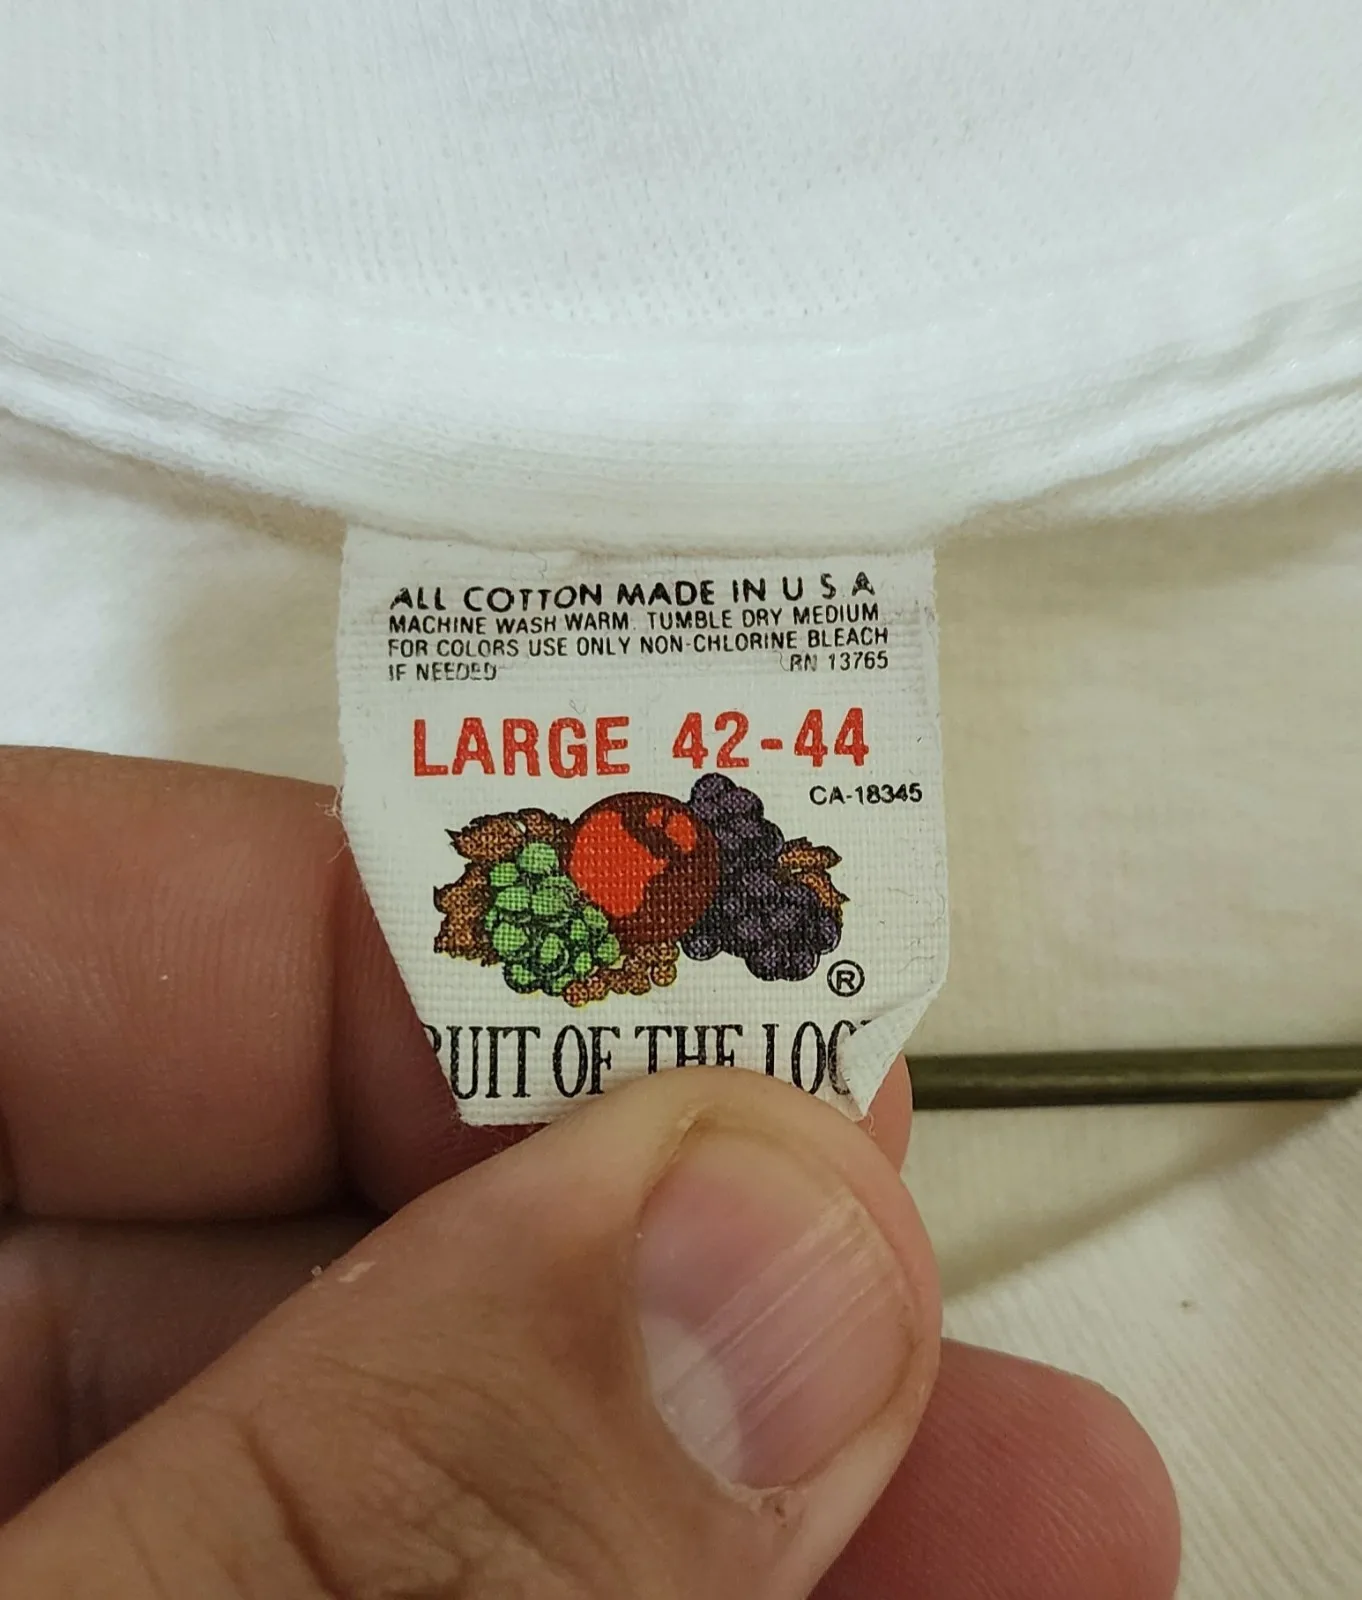 ALL COTTON MADE IN U S A
MACHINE WASH WARM. TUMBLE DRY MEDIUM
FOR COLORS USE ONLY NON-CHLORINE BLEACH
IF NEEDED RN 13765
LARGE 42-44
CA-18345
®
RUIT OF THE LOO